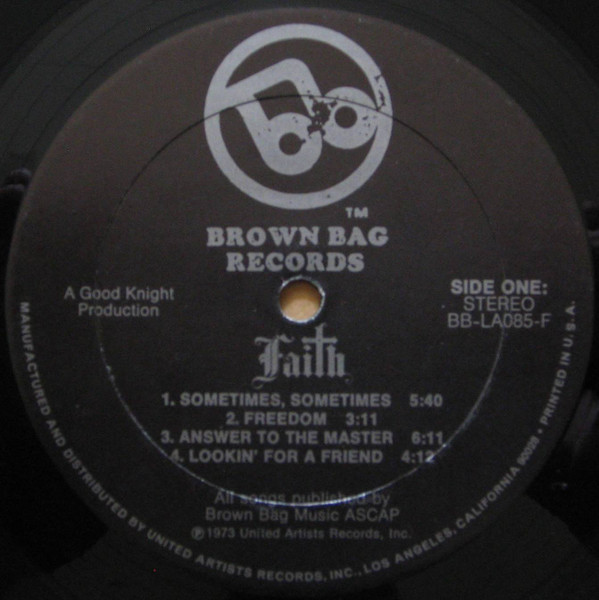 TM
BROWN BAG
RECORDS
A Good Knight
Production
SIDE ONE:
STEREO
BB-LA085-F
Faith
1. SOMETIMES, SOMETIMES 5:40
2. FREEDOM 3:11
3. ANSWER TO THE MASTER 6:11
4. LOOKIN' FOR A FRIEND 4:12
All songs published by
Brown Bag Music ASCAP
℗1973 United Artists Records, Inc.
MANUFACTURED AND DISTRIBUTED BY UNITED ARTISTS RECORDS, INC., LOS ANGELES, CALIFORNIA 90028 • PRINTED IN U.S.A.